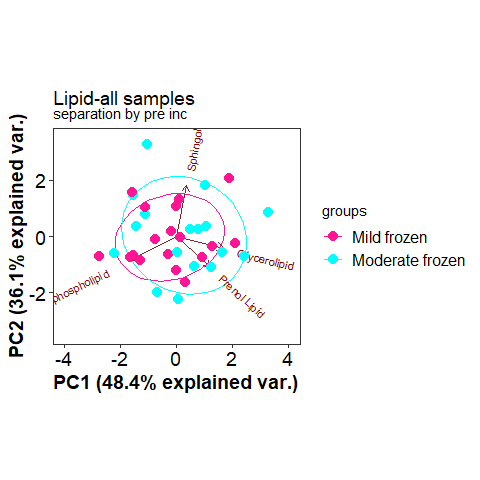 Lipid-all samples
separation by pre inc
PC2 (36.1% explained var.)
2
0
-2
Sphingol
Glycerolipid
Prenol Lipid
phospholipid
-4
-2
0
2
4
PC1 (48.4% explained var.)
groups
Mild frozen
Moderate frozen